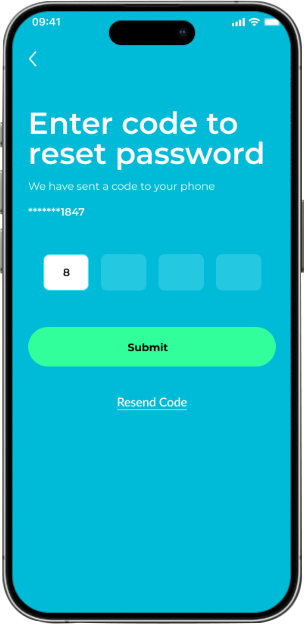 09:41
Enter code to
reset password
We have sent a code to your phone
*******1847
8
Submit
Resend Code